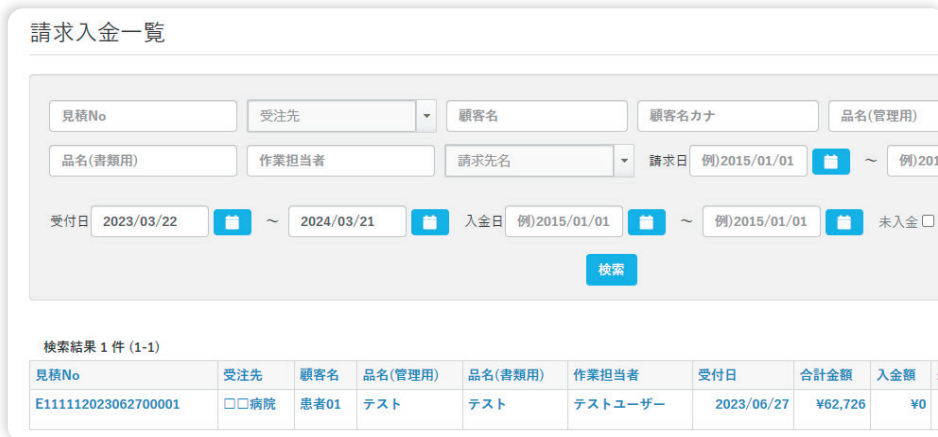 請求入金一覧
見積No 受注先 顧客名 顧客名カナ 品名(管理用)
品名(書類用) 作業担当者 請求先名 請求日 例)2015/01/01 ～ 例)201
受付日 2023/03/22 ～ 2024/03/21 入金日 例)2015/01/01 ～ 例)2015/01/01 未入金
検索
検索結果 1 件 (1-1)
見積No 受注先 顧客名 品名(管理用) 品名(書類用) 作業担当者 受付日 合計金額 入金額
E111112023062700001 □□病院 患者01 テスト テスト テストユーザー 2023/06/27 ¥62,726 ¥0